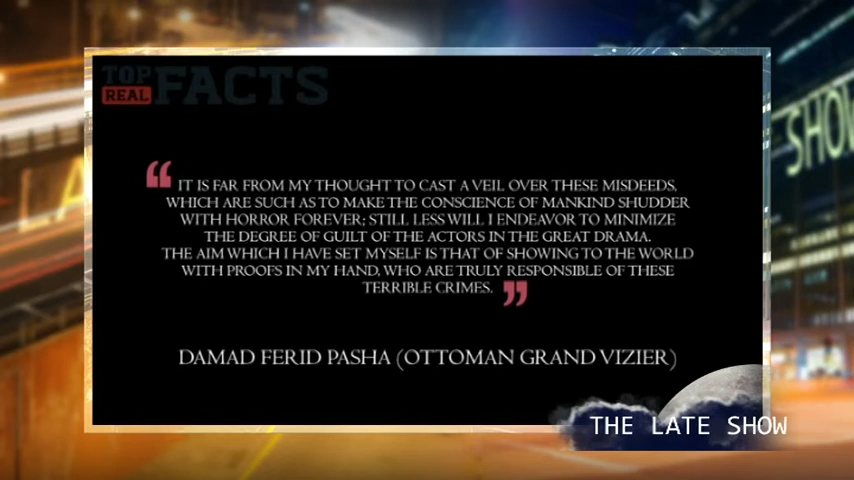 TOP
REAL FACTS
“ IT IS FAR FROM MY THOUGHT TO CAST A VEIL OVER THESE MISDEEDS,
WHICH ARE SUCH AS TO MAKE THE CONSCIENCE OF MANKIND SHUDDER
WITH HORROR FOREVER; STILL LESS WILL I ENDEAVOR TO MINIMIZE
THE DEGREE OF GUILT OF THE ACTORS IN THE GREAT DRAMA.
THE AIM WHICH I HAVE SET MYSELF IS THAT OF SHOWING TO THE WORLD
WITH PROOFS IN MY HAND, WHO ARE TRULY RESPONSIBLE OF THESE
TERRIBLE CRIMES. ”
DAMAD FERID PASHA (OTTOMAN GRAND VIZIER)
THE LATE SHOW